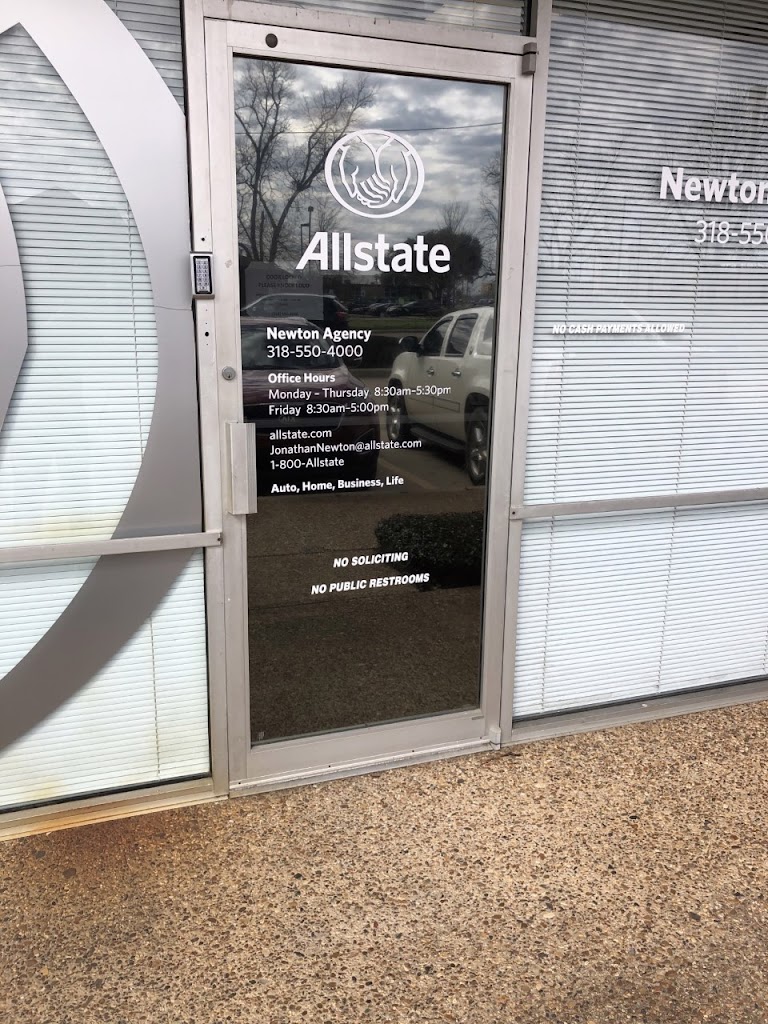 Allstate
Newton Agency
318-550-4000
Office Hours
Monday – Thursday 8:30am–5:30pm
Friday 8:30am–5:00pm
allstate.com
JonathanNewton@allstate.com
1-800-Allstate
Auto, Home, Business, Life
NO SOLICITING
NO PUBLIC RESTROOMS
Newton
318-550
NO CASH PAYMENTS ALLOWED